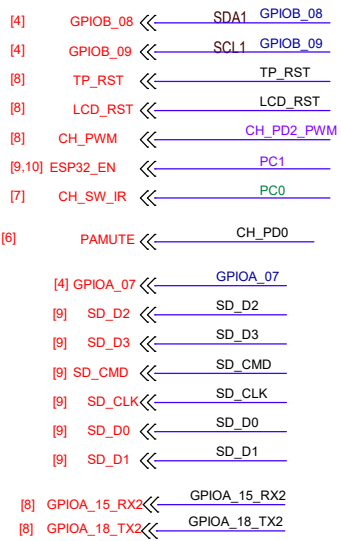 [4] GPIOB_08 SDA1 GPIOB_08
[4] GPIOB_09 SCL1 GPIOB_09
[8] TP_RST TP_RST
[8] LCD_RST LCD_RST
[8] CH_PWM CH_PD2_PWM
[9,10] ESP32_EN PC1
[7] CH_SW_IR PC0
[6] PAMUTE CH_PD0
[4] GPIOA_07 GPIOA_07
[9] SD_D2 SD_D2
[9] SD_D3 SD_D3
[9] SD_CMD SD_CMD
[9] SD_CLK SD_CLK
[9] SD_D0 SD_D0
[9] SD_D1 SD_D1
[8] GPIOA_15_RX2 GPIOA_15_RX2
[8] GPIOA_18_TX2 GPIOA_18_TX2